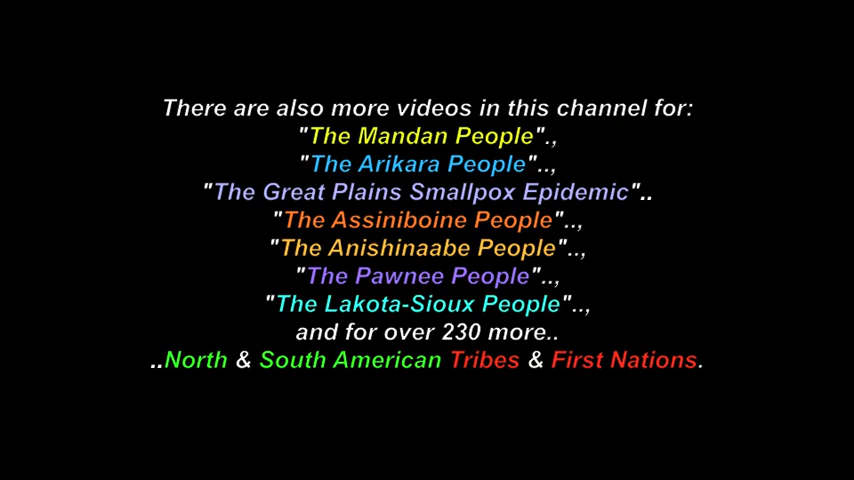 There are also more videos in this channel for:
"The Mandan People".,
"The Arikara People"..,
"The Great Plains Smallpox Epidemic"..
"The Assiniboine People"..,
"The Anishinaabe People"..,
"The Pawnee People"..,
"The Lakota-Sioux People"..,
and for over 230 more..
..North & South American Tribes & First Nations.